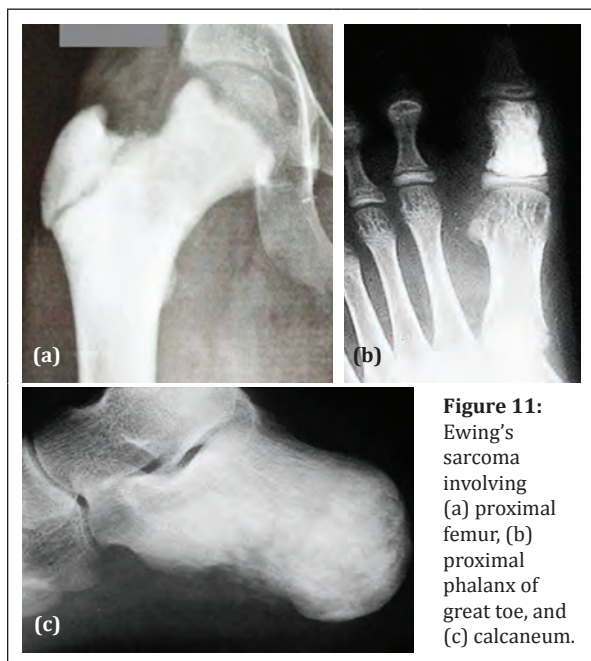 (a)
(b)
(c)
Figure 11:
Ewing's
sarcoma
involving
(a) proximal
femur, (b)
proximal
phalanx of
great toe, and
(c) calcaneum.